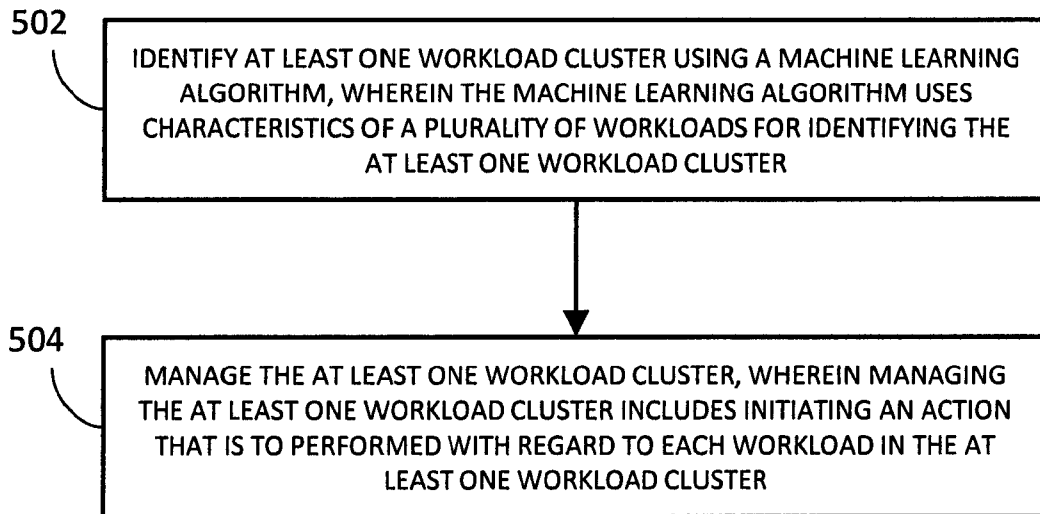 502
IDENTIFY AT LEAST ONE WORKLOAD CLUSTER USING A MACHINE LEARNING
ALGORITHM, WHEREIN THE MACHINE LEARNING ALGORITHM USES
CHARACTERISTICS OF A PLURALITY OF WORKLOADS FOR IDENTIFYING THE
AT LEAST ONE WORKLOAD CLUSTER
504
MANAGE THE AT LEAST ONE WORKLOAD CLUSTER, WHEREIN MANAGING
THE AT LEAST ONE WORKLOAD CLUSTER INCLUDES INITIATING AN ACTION
THAT IS TO PERFORMED WITH REGARD TO EACH WORKLOAD IN THE AT
LEAST ONE WORKLOAD CLUSTER